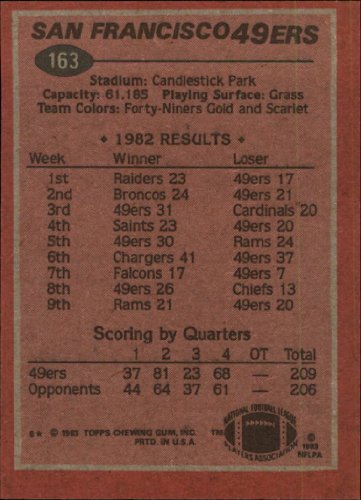 SAN FRANCISCO 49ERS
163
Stadium: Candlestick Park
Capacity: 61,185 Playing Surface: Grass
Team Colors: Forty-Niners Gold and Scarlet
1982 RESULTS
Week Winner Loser
1st Raiders 23 49ers 17
2nd Broncos 24 49ers 21
3rd 49ers 31 Cardinals 20
4th Saints 23 49ers 20
5th 49ers 30 Rams 24
6th Chargers 41 49ers 37
7th Falcons 17 49ers 7
8th 49ers 26 Chiefs 13
9th Rams 21 49ers 20
Scoring by Quarters
1 2 3 4 OT Total
49ers 37 81 23 68 — 209
Opponents 44 64 37 61 — 206
6* © 1983 TOPPS CHEWING GUM, INC. TM
PRTD. IN U.S.A.
NATIONAL FOOTBALL LEAGUE
PLAYERS ASSOCIATION
© 1983 NFLPA